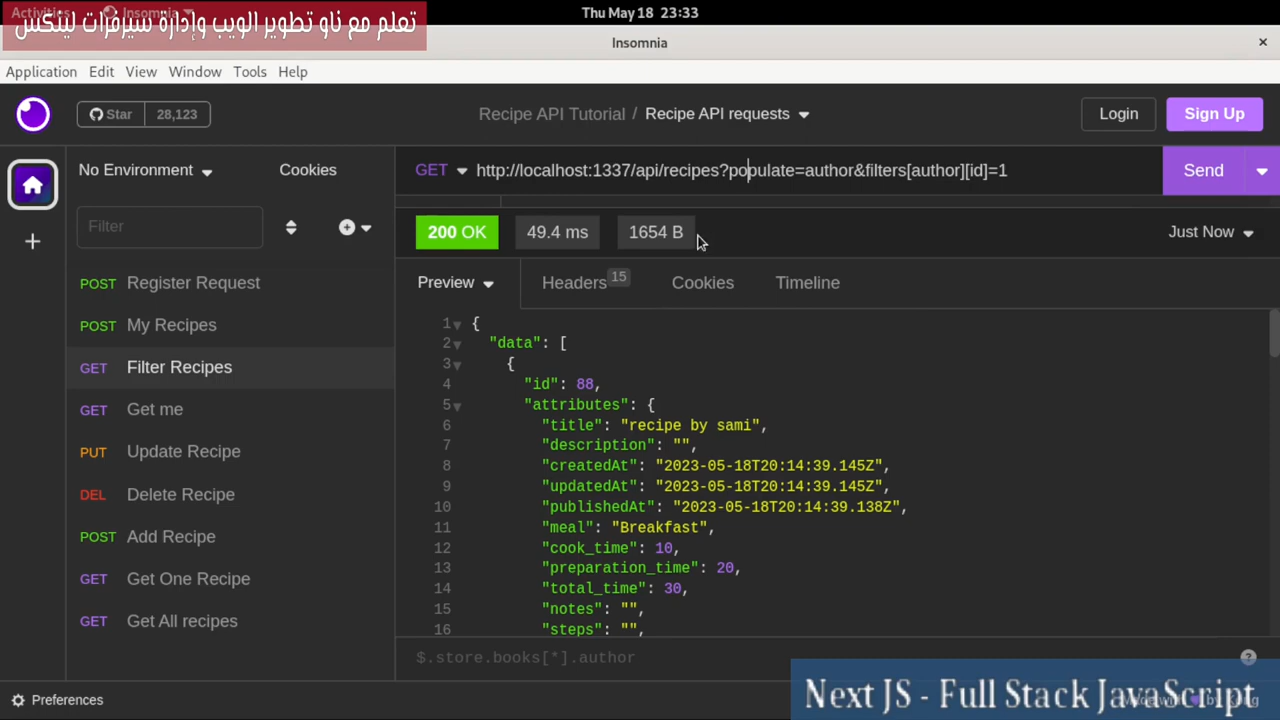 Activities Insomnia Thu May 18 23:33
تعلم مع ناو تطوير الويب وإدارة سيرفرات لينكس
Insomnia ×
Application Edit View Window Tools Help
Star 28,123 Recipe API Tutorial / Recipe API requests Login Sign Up
No Environment Cookies GET http://localhost:1337/api/recipes?populate=author&filters[author][id]=1 Send
Filter 200 OK 49.4 ms 1654 B Just Now
POST Register Request
POST My Recipes
GET Filter Recipes
GET Get me
PUT Update Recipe
DEL Delete Recipe
POST Add Recipe
GET Get One Recipe
GET Get All recipes
Preview Headers 15 Cookies Timeline
1 {
2 "data": [
3 {
4 "id": 88,
5 "attributes": {
6 "title": "recipe by sami",
7 "description": "",
8 "createdAt": "2023-05-18T20:14:39.145Z",
9 "updatedAt": "2023-05-18T20:14:39.145Z",
10 "publishedAt": "2023-05-18T20:14:39.138Z",
11 "meal": "Breakfast",
12 "cook_time": 10,
13 "preparation_time": 20,
14 "total_time": 30,
15 "notes": "",
16 "steps": "",
$.store.books[*].author ?
Preferences
Next JS - Full Stack JavaScript